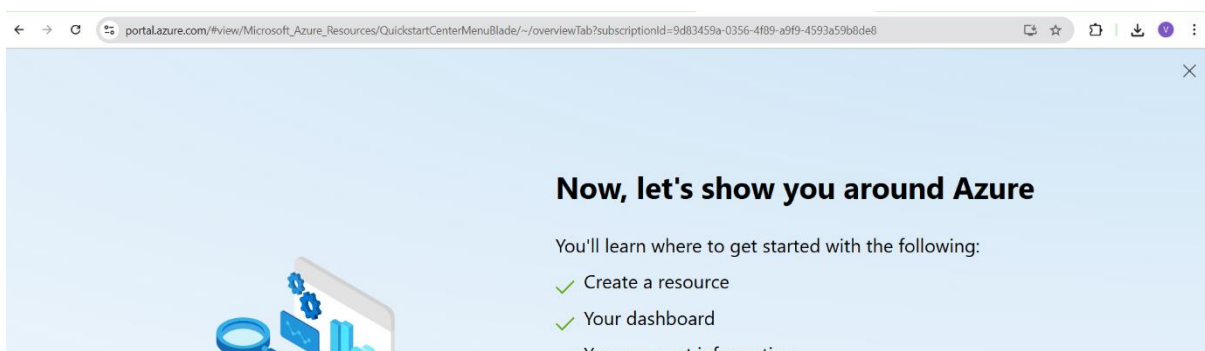 portal.azure.com/#view/Microsoft_Azure_Resources/QuickstartCenterMenuBlade/~/overviewTab?subscriptionId=9d83459a-0356-4f89-a9f9-4593a59b8de8
V
Now, let's show you around Azure
You'll learn where to get started with the following:
Create a resource
Your dashboard